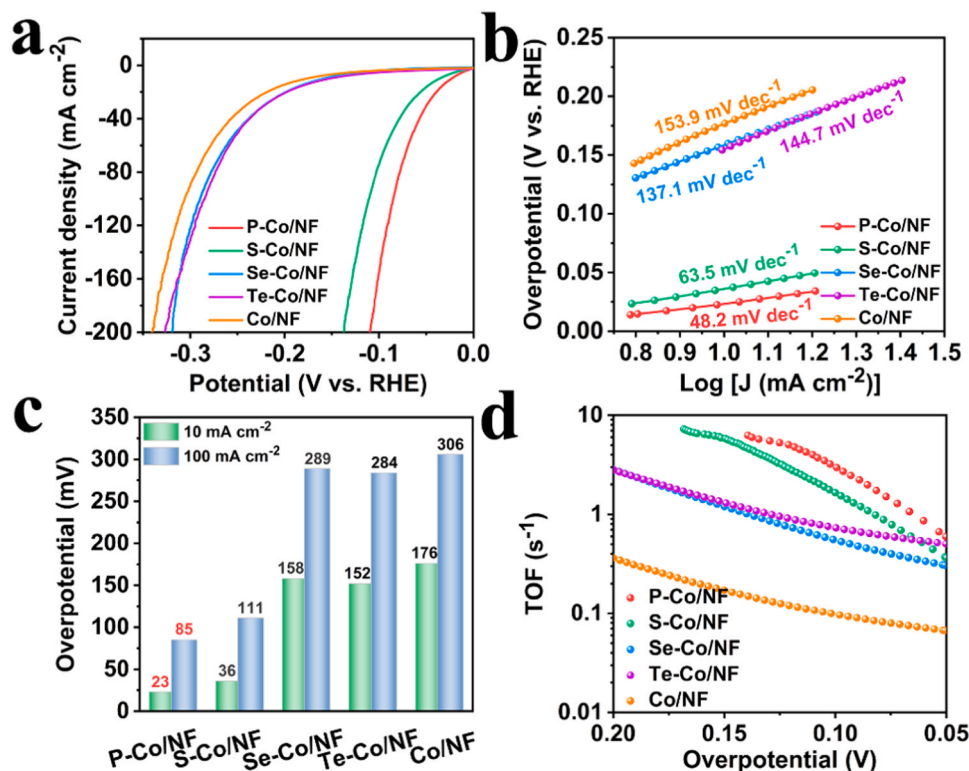 a
Current density (mA cm-2)
0
-40
-80
-120
-160
-200
P-Co/NF
S-Co/NF
Se-Co/NF
Te-Co/NF
Co/NF
-0.3
-0.2
-0.1
0.0
Potential (V vs. RHE)
b
Overpotential (V vs. RHE)
0.25
0.20
0.15
0.10
0.05
0.00
153.9 mV dec-1
144.7 mV dec-1
137.1 mV dec-1
63.5 mV dec-1
48.2 mV dec-1
P-Co/NF
S-Co/NF
Se-Co/NF
Te-Co/NF
Co/NF
0.8
0.9
1.0
1.1
1.2
1.3
1.4
1.5
Log [J (mA cm-2)]
c
Overpotential (mV)
350
300
250
200
150
100
50
0
10 mA cm-2
100 mA cm-2
23
85
36
111
158
289
152
284
176
306
P-Co/NF
S-Co/NF
Se-Co/NF
Te-Co/NF
Co/NF
d
TOF (s-1)
10
1
0.1
0.01
P-Co/NF
S-Co/NF
Se-Co/NF
Te-Co/NF
Co/NF
0.20
0.15
0.10
0.05
Overpotential (V)